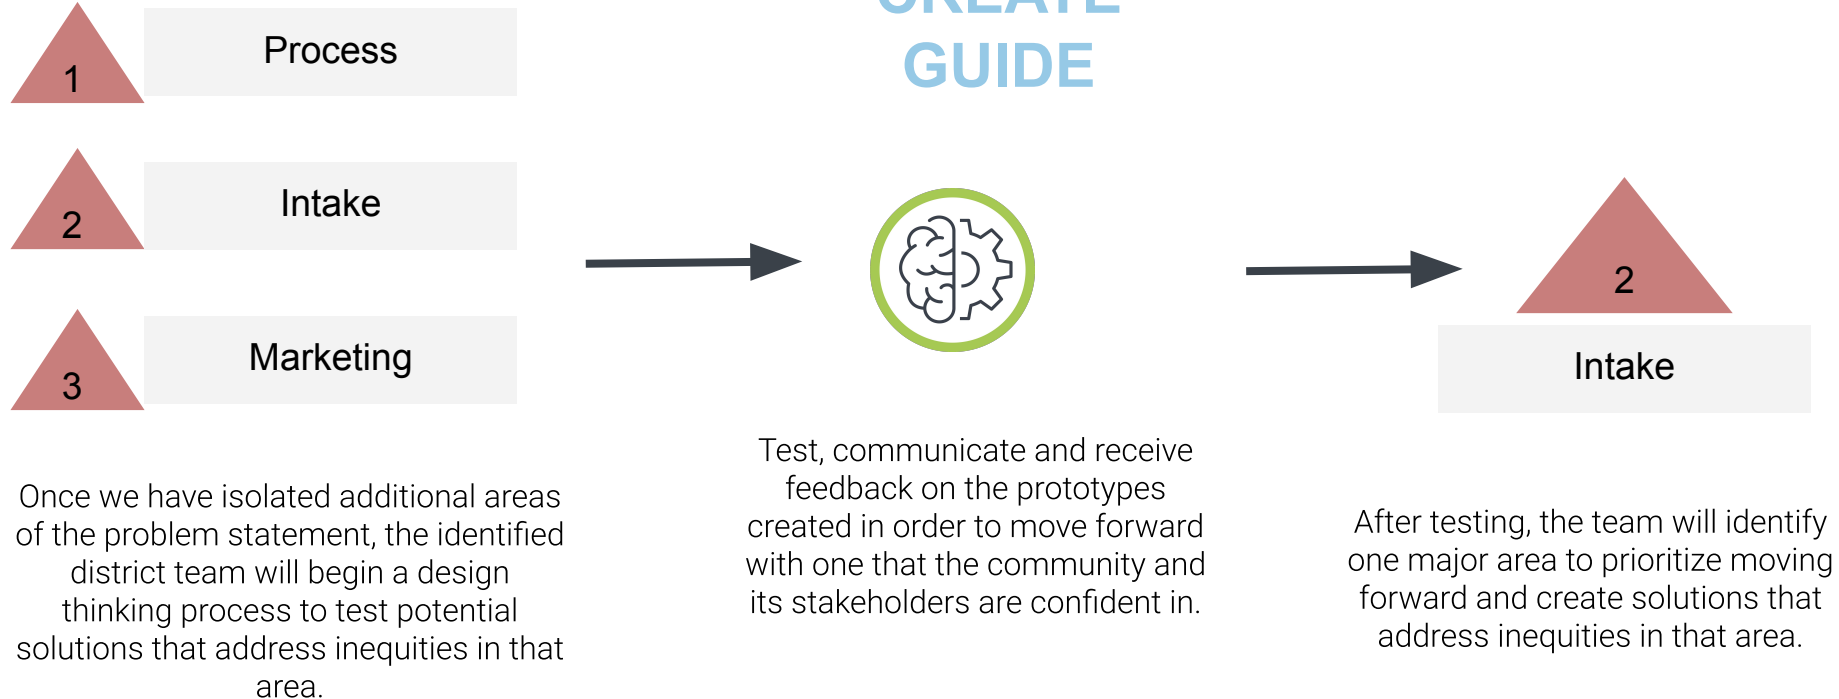 CREATE
GUIDE
1
Process
2
Intake
3
Marketing
Once we have isolated additional areas
of the problem statement, the identified
district team will begin a design
thinking process to test potential
solutions that address inequities in that
area.
Test, communicate and receive
feedback on the prototypes
created in order to move forward
with one that the community and
its stakeholders are confident in.
2
Intake
After testing, the team will identify
one major area to prioritize moving
forward and create solutions that
address inequities in that area.